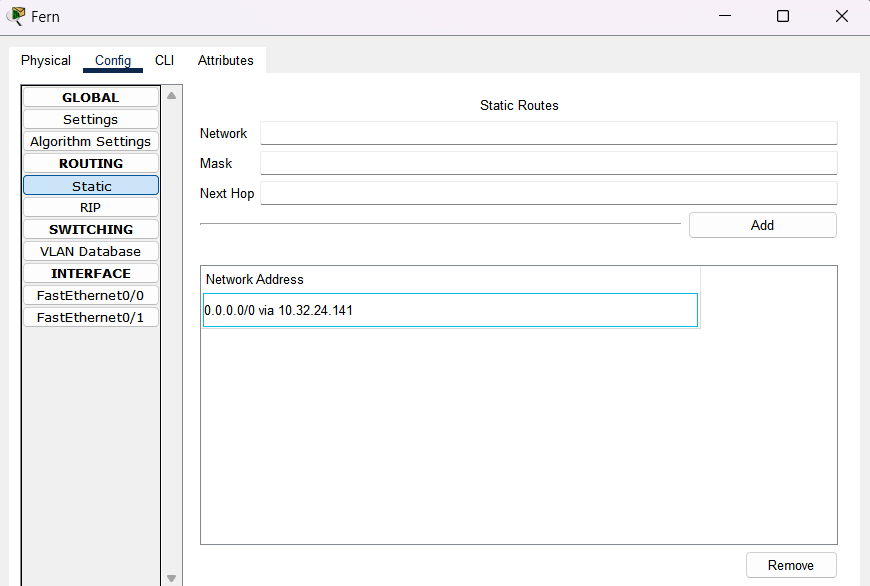 Fern
Physical Config CLI Attributes
GLOBAL
Settings
Algorithm Settings
ROUTING
Static
RIP
SWITCHING
VLAN Database
INTERFACE
FastEthernet0/0
FastEthernet0/1
Static Routes
Network
Mask
Next Hop
Add
Network Address
0.0.0.0/0 via 10.32.24.141
Remove